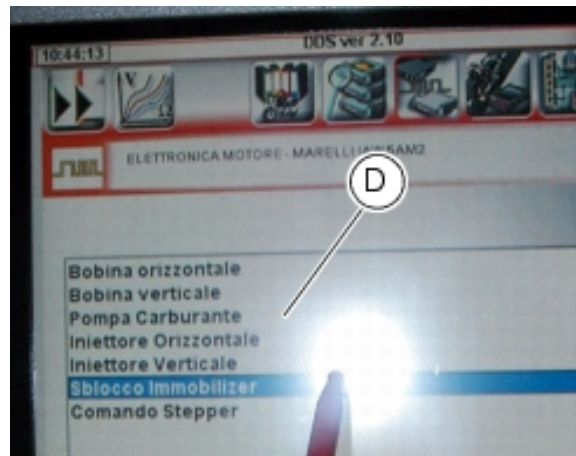 10:44:13
DDS ver 2.10
V
Ω
ELETTRONICA MOTORE - MARELLI 5AM2
D
Bobina orizzontale
Bobina verticale
Pompa Carburante
Iniettore Orizzontale
Iniettore Verticale
Sblocco Immobilizer
Comando Stepper